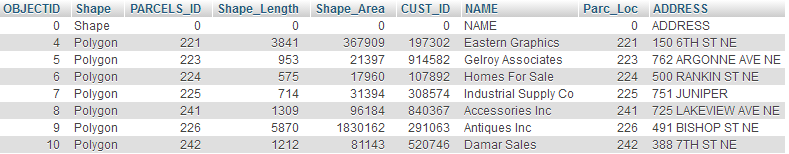 OBJECTID Shape PARCELS_ID Shape_Length Shape_Area CUST_ID NAME Parc_Loc ADDRESS
0 Shape 0 0 0 0 NAME 0 ADDRESS
4 Polygon 221 3841 367909 197302 Eastern Graphics 221 150 6TH ST NE
5 Polygon 223 953 21397 914582 Gelroy Associates 223 762 ARGONNE AVE NE
6 Polygon 224 575 17960 107892 Homes For Sale 224 500 RANKIN ST NE
7 Polygon 225 714 31394 308574 Industrial Supply Co 225 751 JUNIPER
8 Polygon 241 1309 96184 840367 Accessories Inc 241 725 LAKEVIEW AVE NE
9 Polygon 226 5870 1830162 291063 Antiques Inc 226 491 BISHOP ST NE
10 Polygon 242 1212 81143 520746 Damar Sales 242 388 7TH ST NE